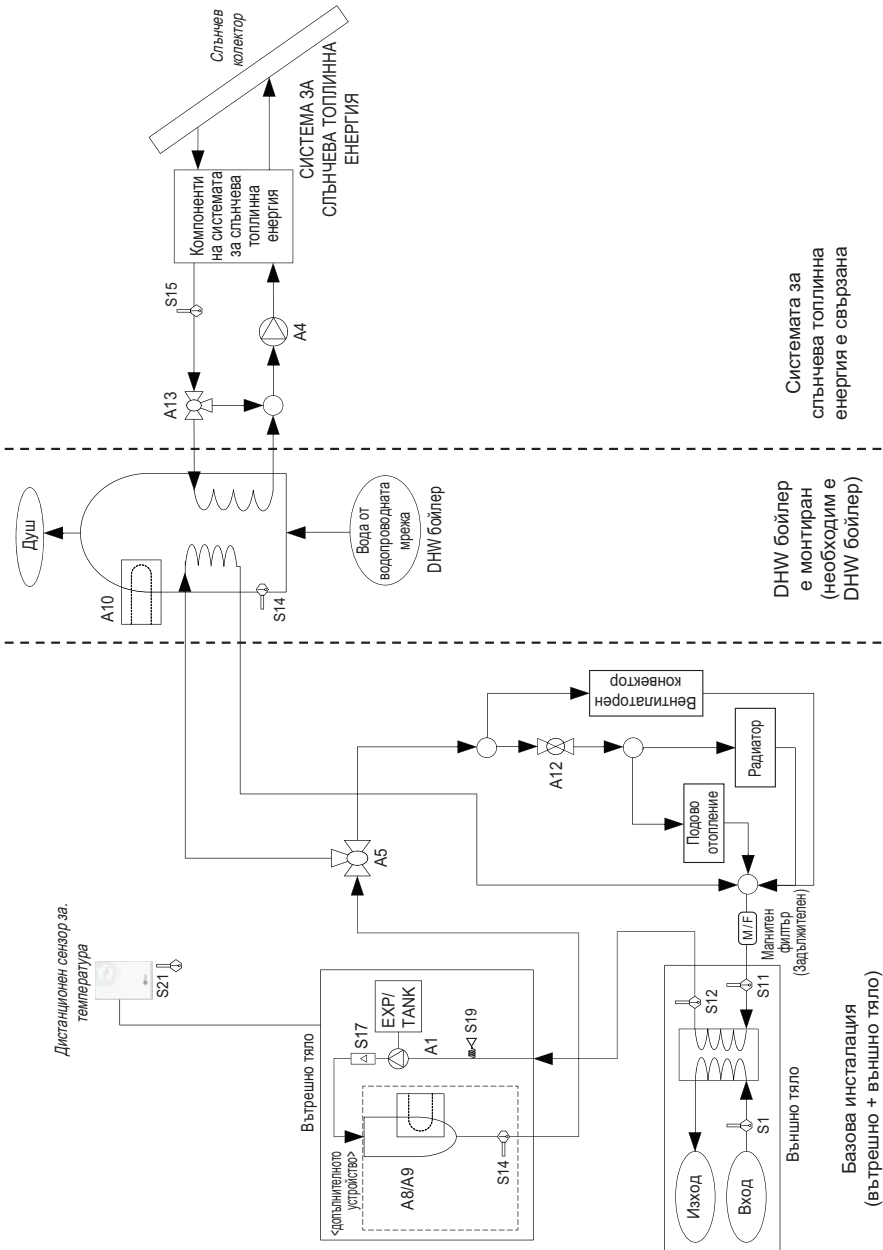 Дистанционен сензор за.
температура
S21
Вътрешно тяло
<допълнителното
устройство>
A8/A9
S14
S17
EXP/
TANK
A1
S19
Изход
Вход
S1
S12
S11
Външно тяло
M / F
Магнитен
филтър
(Задължителен)
A5
A12
Вентилаторен
конвектор
Радиатор
Подово
отопление
Базова инсталация
(вътрешно + външно тяло)
Душ
A10
S14
Вода от
водопроводната
мрежа
DHW бойлер
DHW бойлер
е монтиран
(необходим е
DHW бойлер)
Слънчев
колектор
СИСТЕМА ЗА
СЛЪНЧЕВА ТОПЛИННА
ЕНЕРГИЯ
Компоненти
на системата
за слънчева
топлинна
енергия
S15
A13
A4
Системата за
слънчева топлинна
енергия е свързана